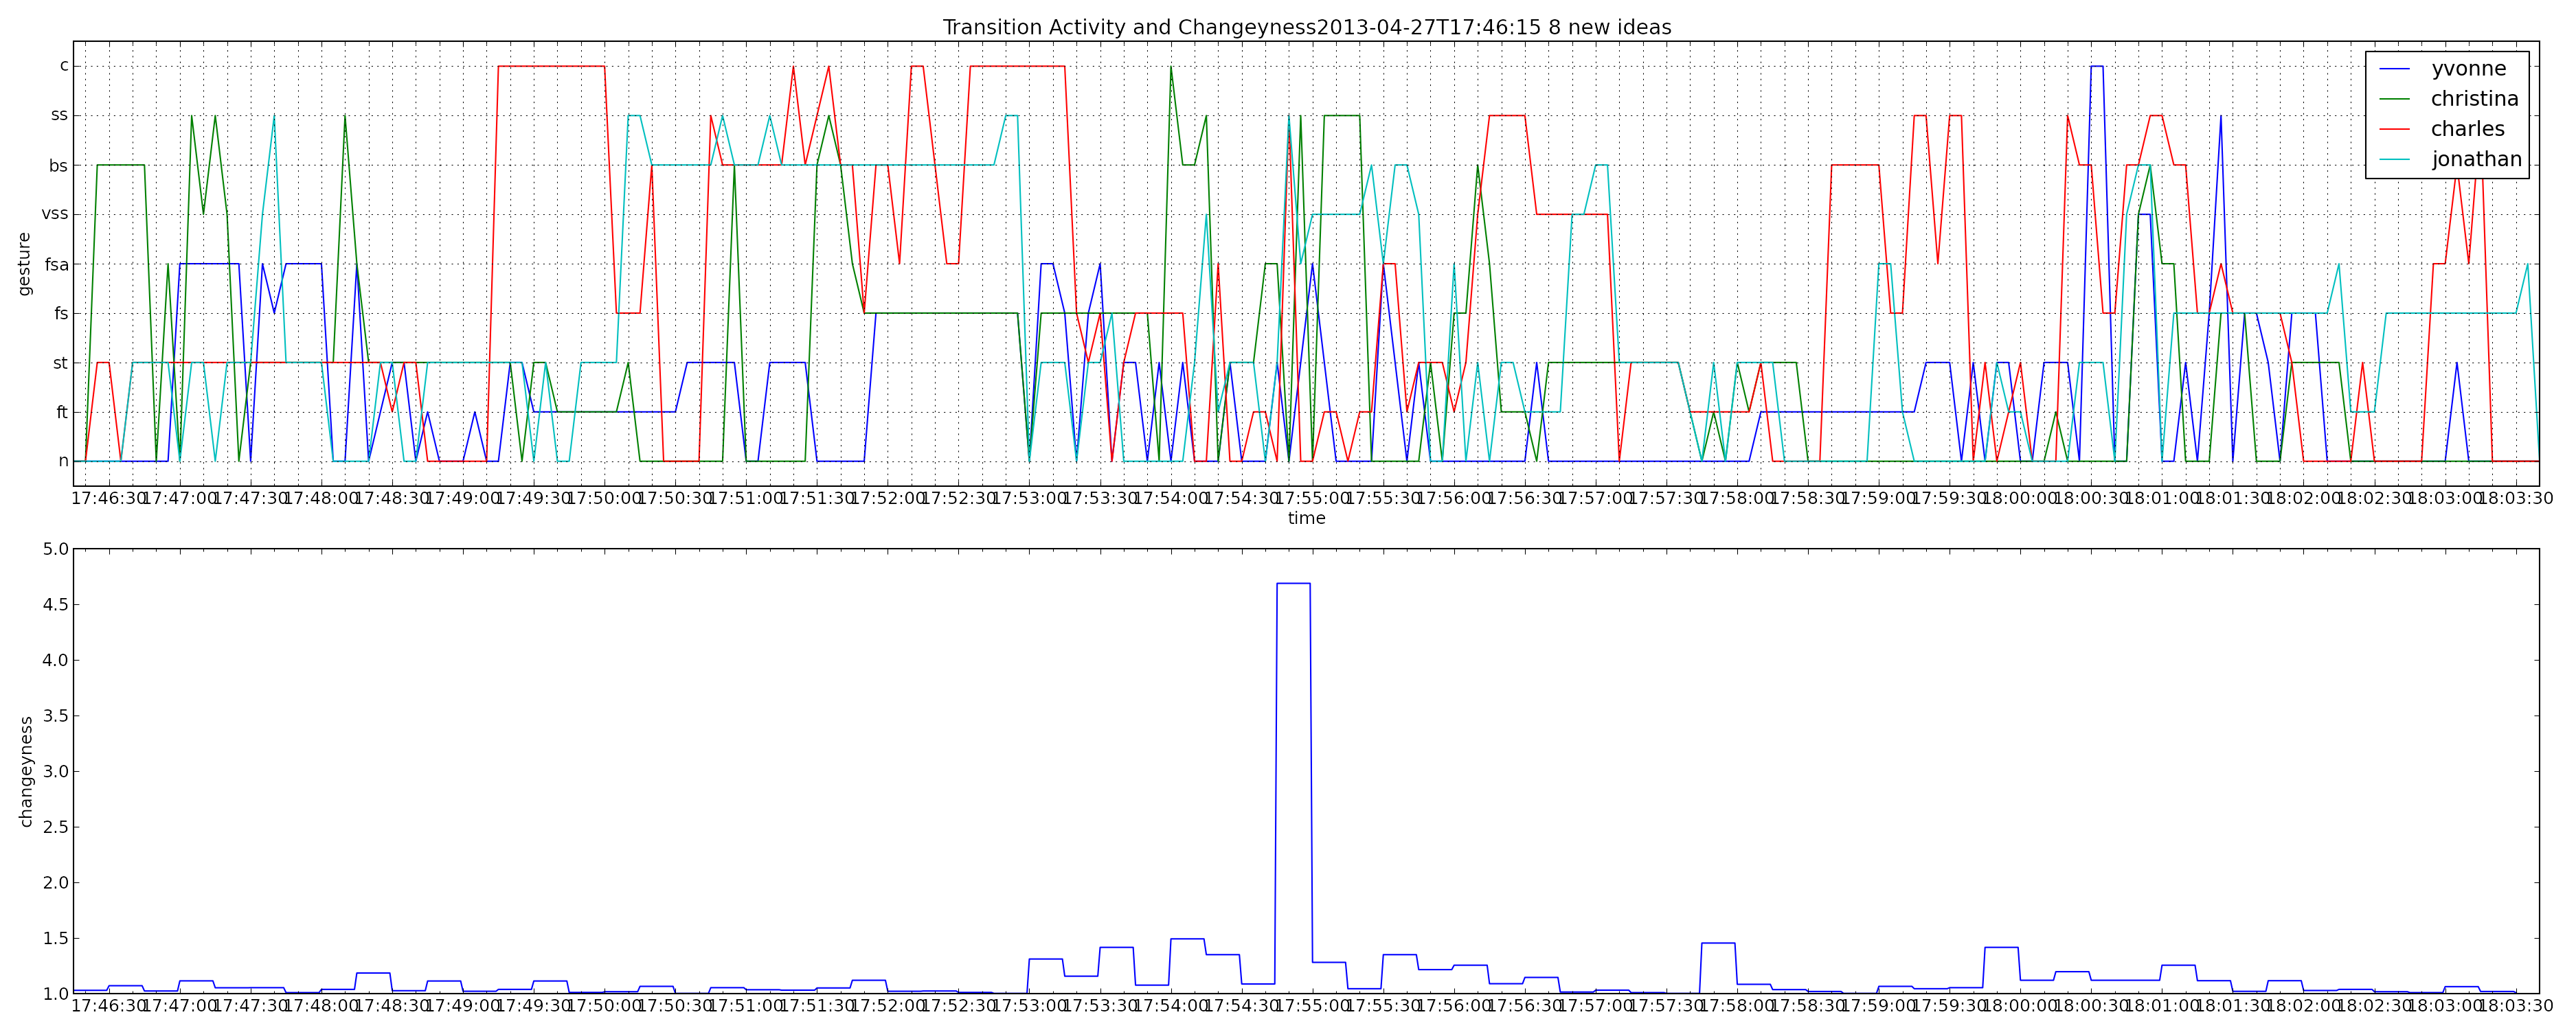 Transition Activity and Changeyness2013-04-27T17:46:15 8 new ideas
c
ss
bs
vss
fsa
fs
st
ft
n
gesture
yvonne
christina
charles
jonathan
17:46:30 17:47:00 17:47:30 17:48:00 17:48:30 17:49:00 17:49:30 17:50:00 17:50:30 17:51:00 17:51:30 17:52:00 17:52:30 17:53:00 17:53:30 17:54:00 17:54:30 17:55:00 17:55:30 17:56:00 17:56:30 17:57:00 17:57:30 17:58:00 17:58:30 17:59:00 17:59:30 18:00:00 18:00:30 18:01:00 18:01:30 18:02:00 18:02:30 18:03:00 18:03:30
time
5.0
4.5
4.0
3.5
3.0
2.5
2.0
1.5
1.0
changeyness
17:46:30 17:47:00 17:47:30 17:48:00 17:48:30 17:49:00 17:49:30 17:50:00 17:50:30 17:51:00 17:51:30 17:52:00 17:52:30 17:53:00 17:53:30 17:54:00 17:54:30 17:55:00 17:55:30 17:56:00 17:56:30 17:57:00 17:57:30 17:58:00 17:58:30 17:59:00 17:59:30 18:00:00 18:00:30 18:01:00 18:01:30 18:02:00 18:02:30 18:03:00 18:03:30